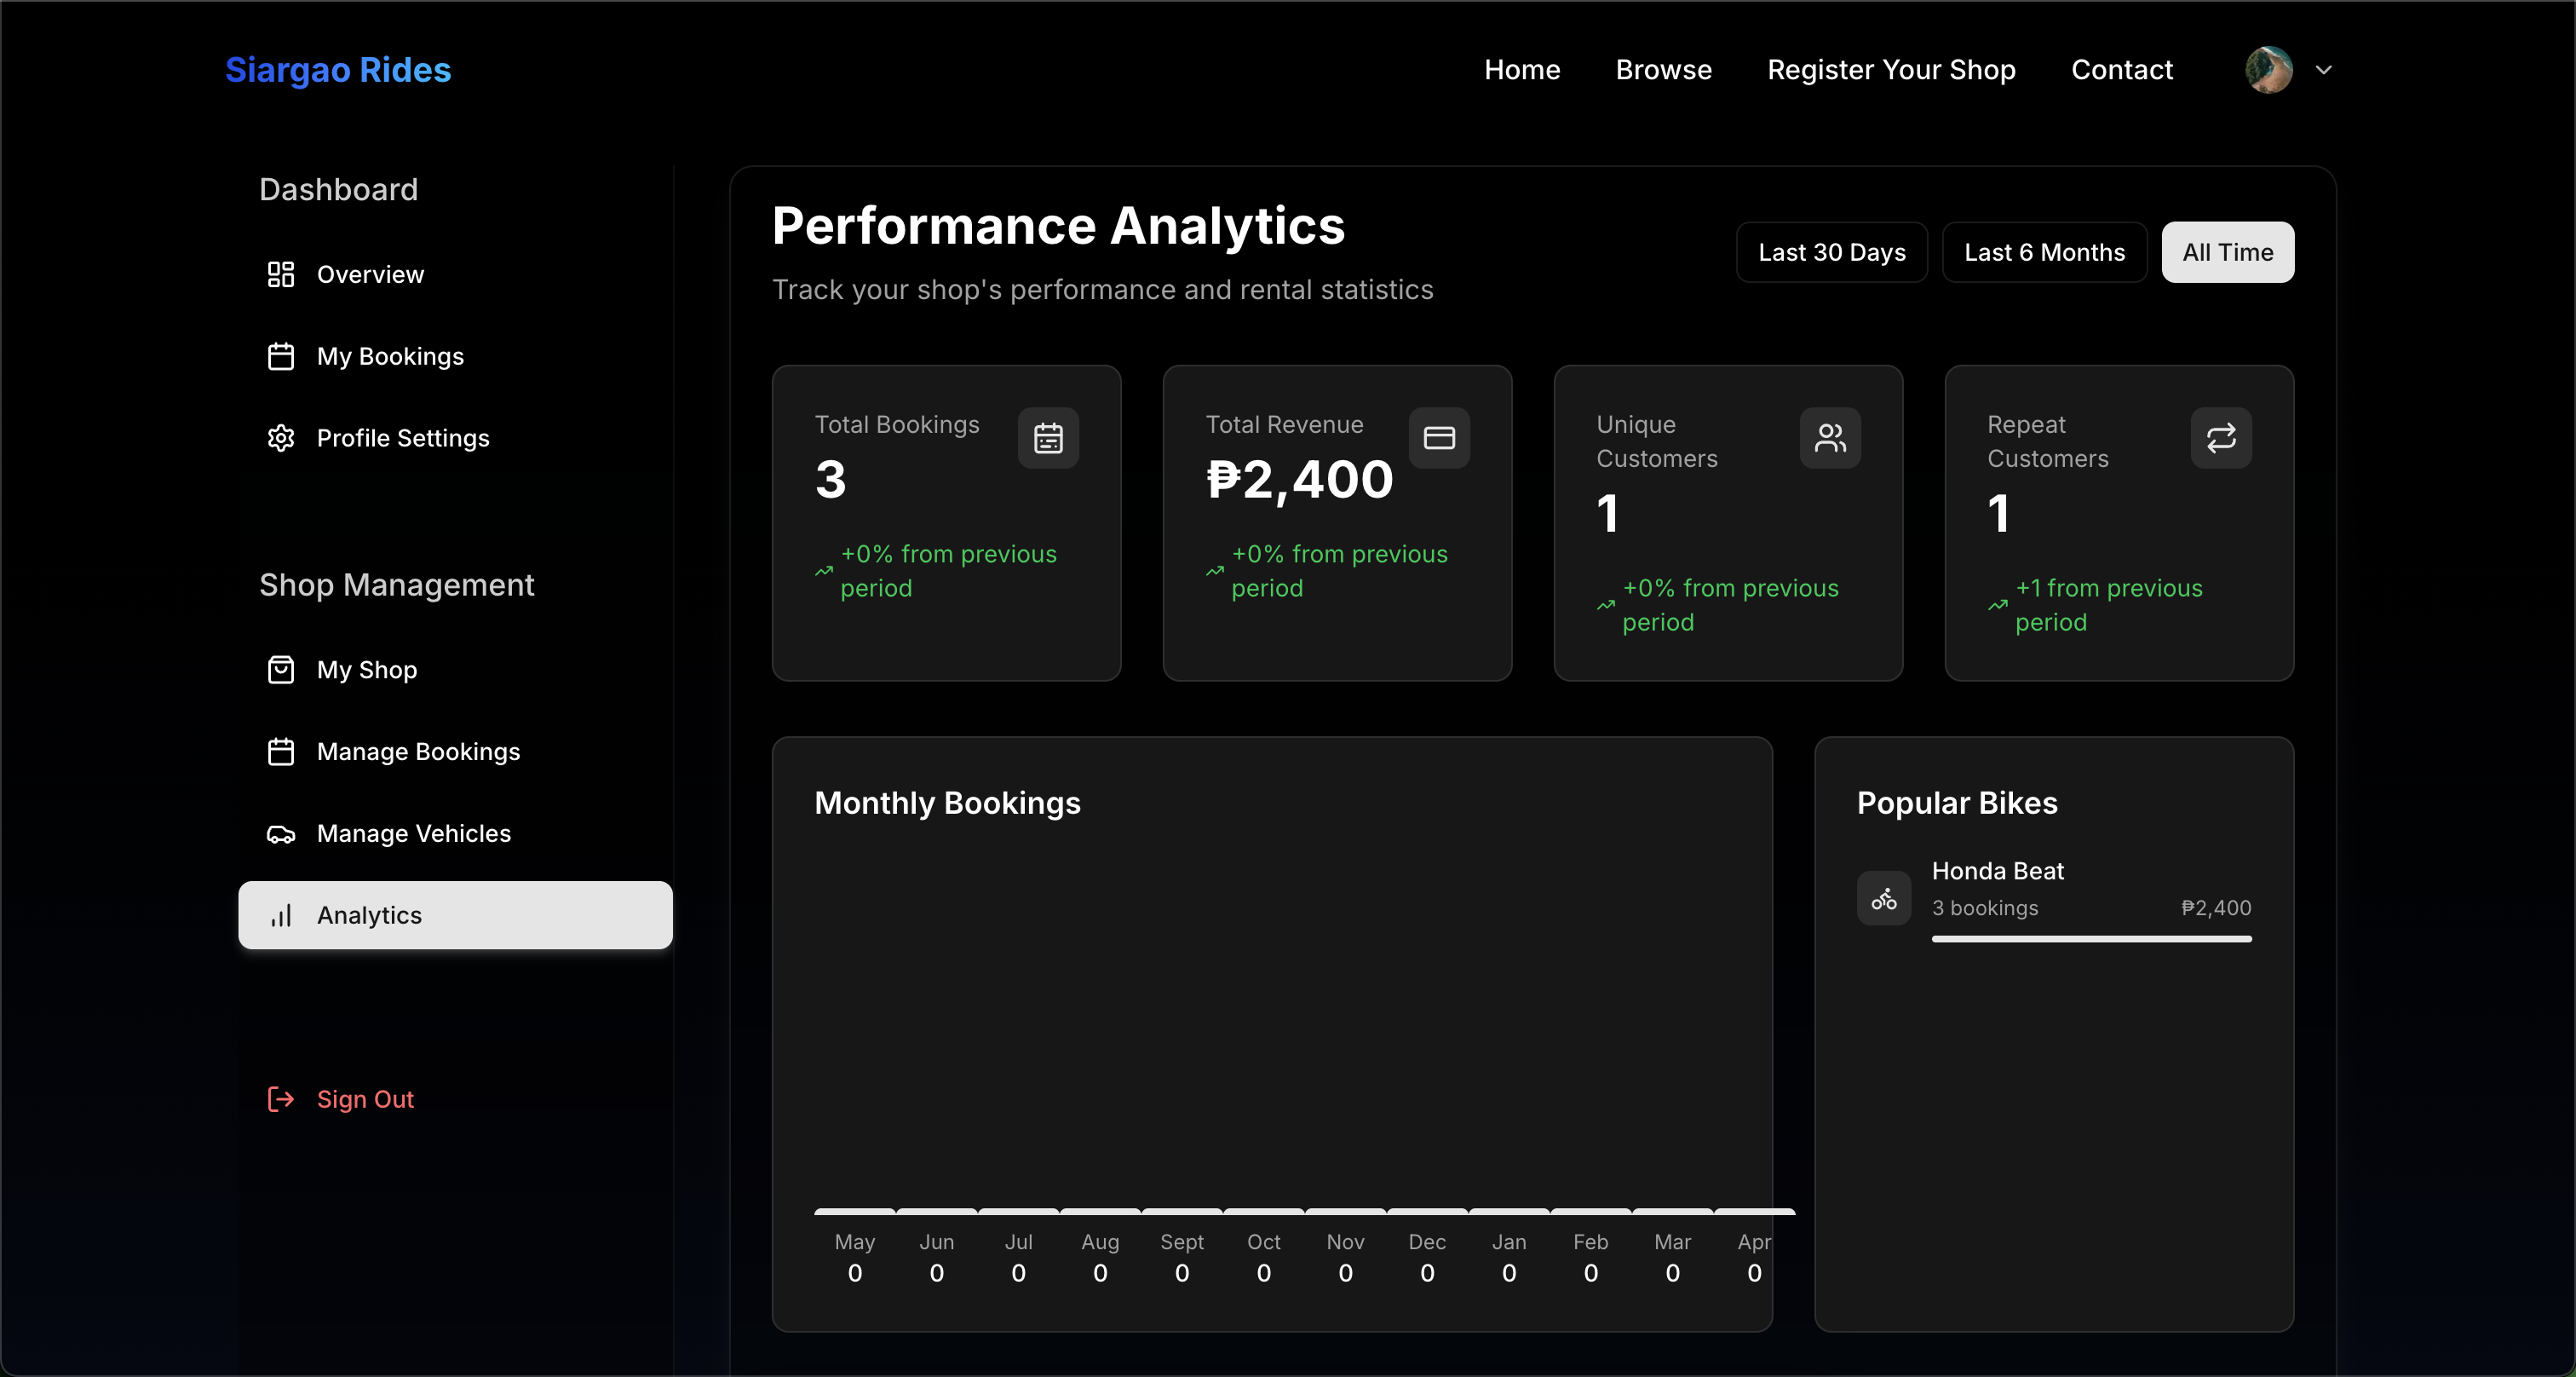 Siargao Rides
Home
Browse
Register Your Shop
Contact
Dashboard
Overview
My Bookings
Profile Settings
Shop Management
My Shop
Manage Bookings
Manage Vehicles
Analytics
Sign Out
Performance Analytics
Track your shop's performance and rental statistics
Last 30 Days
Last 6 Months
All Time
Total Bookings
3
+0% from previous
period
Total Revenue
₱2,400
+0% from previous
period
Unique
Customers
1
+0% from previous
period
Repeat
Customers
1
+1 from previous
period
Monthly Bookings
May Jun Jul Aug Sept Oct Nov Dec Jan Feb Mar Apr
0 0 0 0 0 0 0 0 0 0 0 0
Popular Bikes
Honda Beat
3 bookings ₱2,400